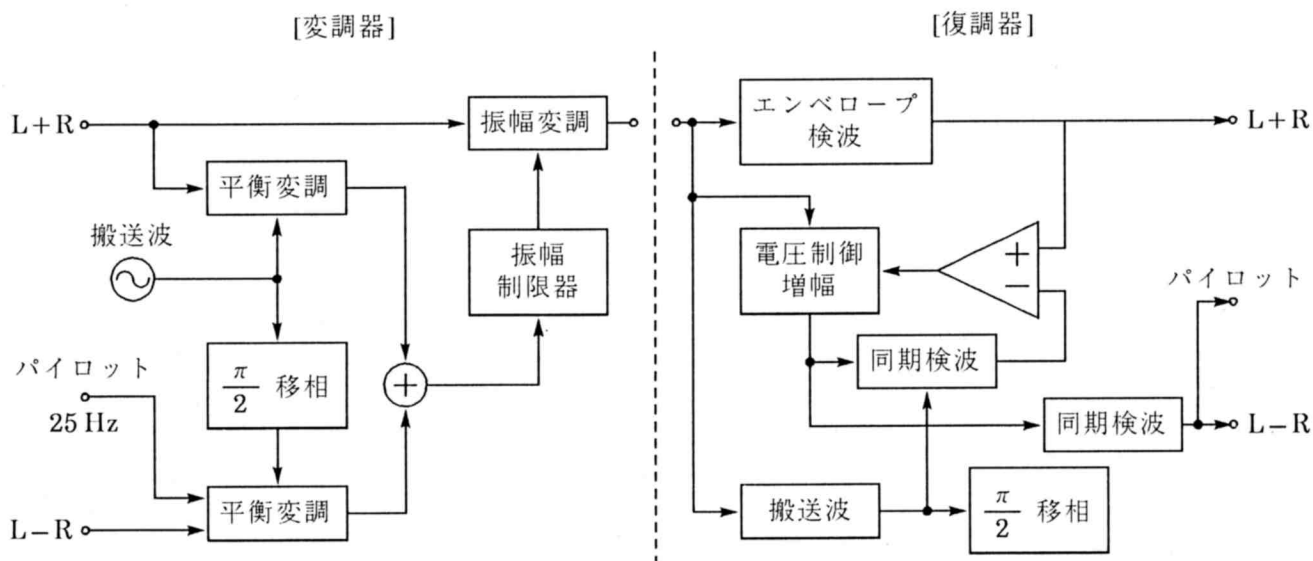 [変調器]
L+R
振幅変調
平衡変調
搬送波
振幅
制限器
パイロット
25 Hz
π/2 移相
平衡変調
L−R
[復調器]
エンベロープ
検波
L+R
電圧制御
増幅
+
−
パイロット
同期検波
同期検波
L−R
搬送波
π/2 移相
+